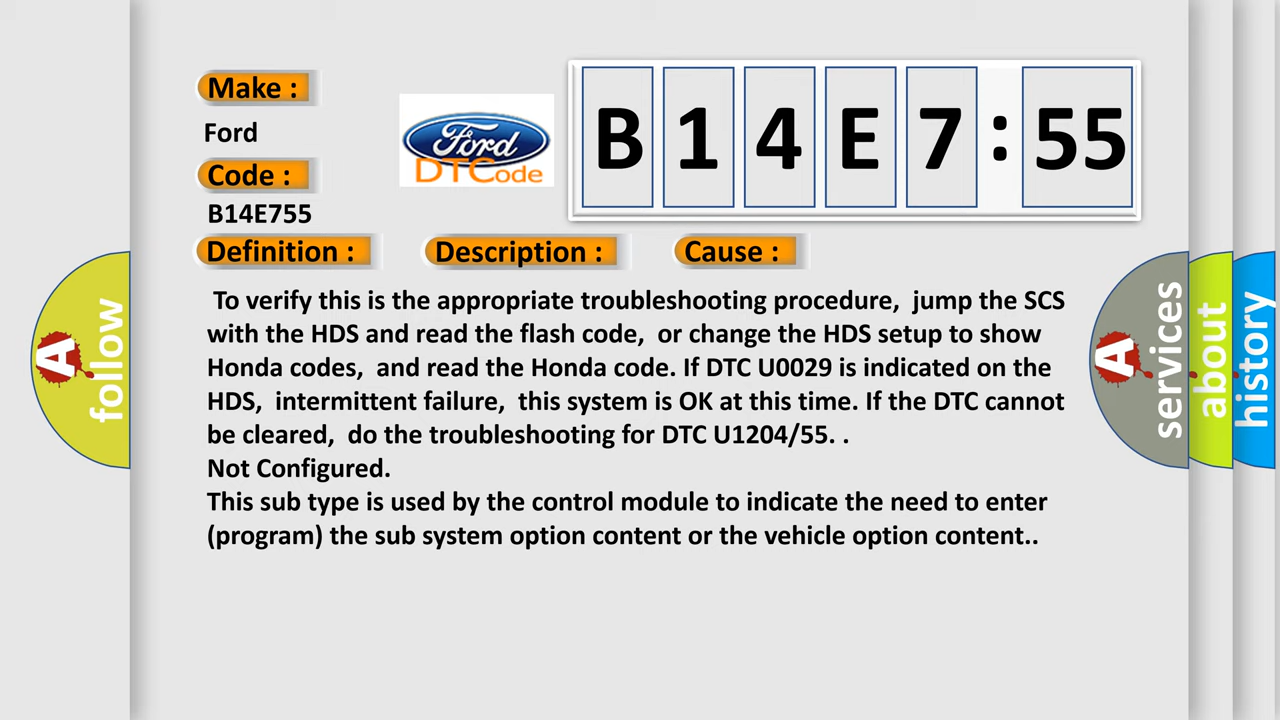 Make :
Ford
Code :
B14E755
Ford
DTCode
B 1 4 E 7 : 55
Definition :
Description :
Cause :
To verify this is the appropriate troubleshooting procedure, jump the SCS
with the HDS and read the flash code, or change the HDS setup to show
Honda codes, and read the Honda code. If DTC U0029 is indicated on the
HDS, intermittent failure, this system is OK at this time. If the DTC cannot
be cleared, do the troubleshooting for DTC U1204/55. .
Not Configured.
This sub type is used by the control module to indicate the need to enter
(program) the sub system option content or the vehicle option content..
A
follow
A
services
about
history